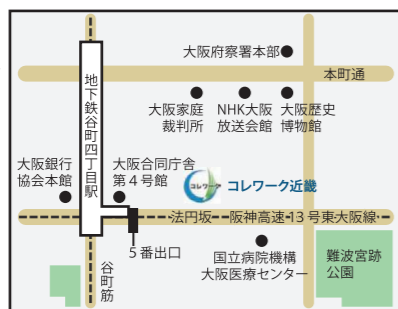 大阪府察署本部
本町通
地下鉄谷町四丁目駅
大阪家庭
裁判所
NHK大阪
放送会館
大阪歴史
博物館
大阪銀行
協会本館
大阪合同庁舎
第4号館
コレワーク
コレワーク近畿
法円坂
阪神高速13号東大阪線
5番出口
谷町筋
国立病院機構
大阪医療センター
難波宮跡
公園